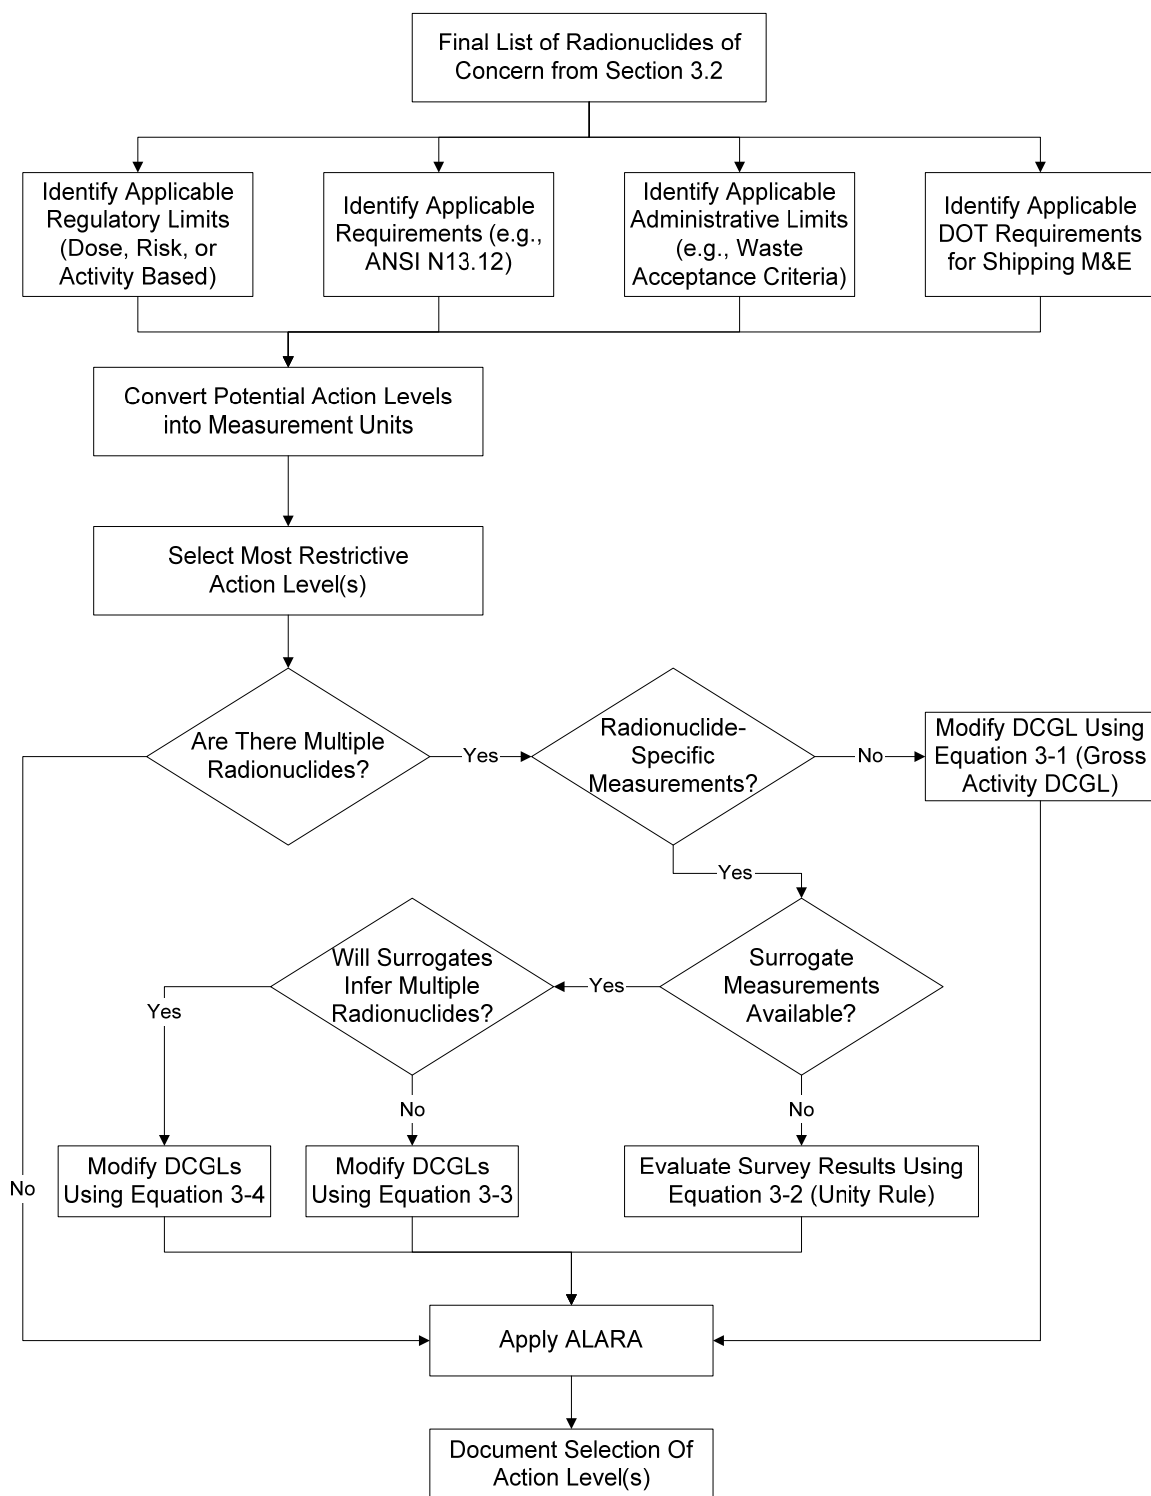 Final List of Radionuclides of
Concern from Section 3.2
Identify Applicable
Regulatory Limits
(Dose, Risk, or
Activity Based)
Identify Applicable
Requirements (e.g.,
ANSI N13.12)
Identify Applicable
Administrative Limits
(e.g., Waste
Acceptance Criteria)
Identify Applicable
DOT Requirements
for Shipping M&E
Convert Potential Action Levels
into Measurement Units
Select Most Restrictive
Action Level(s)
Are There Multiple
Radionuclides?
Yes
Radionuclide-
Specific
Measurements?
No
Modify DCGL Using
Equation 3-1 (Gross
Activity DCGL)
Yes
Surrogate
Measurements
Available?
Yes
Will Surrogates
Infer Multiple
Radionuclides?
Yes
No
No
Modify DCGLs
Using Equation 3-4
Modify DCGLs
Using Equation 3-3
Evaluate Survey Results Using
Equation 3-2 (Unity Rule)
No
Apply ALARA
Document Selection Of
Action Level(s)